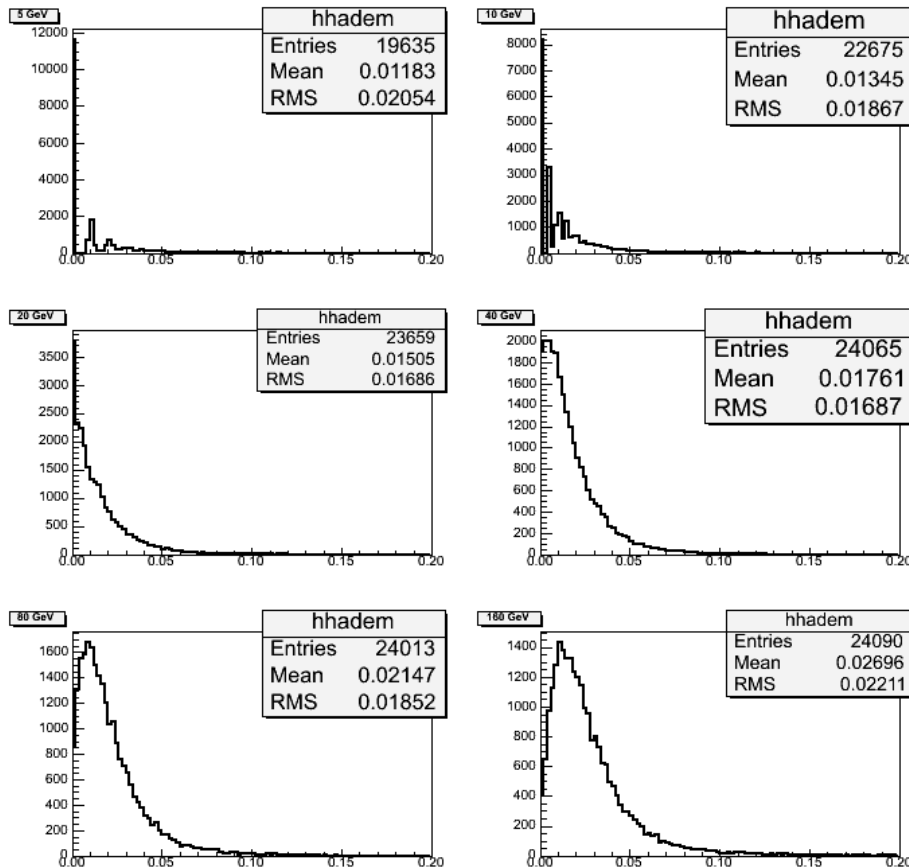 5 GeV
hhadem
Entries 19635
Mean 0.01183
RMS 0.02054
12000
10000
8000
6000
4000
2000
0
0.00 0.05 0.10 0.15 0.20
10 GeV
hhadem
Entries 22675
Mean 0.01345
RMS 0.01867
8000
7000
6000
5000
4000
3000
2000
1000
0
0.00 0.05 0.10 0.15 0.20
20 GeV
hhadem
Entries 23659
Mean 0.01505
RMS 0.01686
3500
3000
2500
2000
1500
1000
500
0
0.00 0.05 0.10 0.15 0.20
40 GeV
hhadem
Entries 24065
Mean 0.01761
RMS 0.01687
2000
1800
1600
1400
1200
1000
800
600
400
200
0
0.00 0.05 0.10 0.15 0.20
80 GeV
hhadem
Entries 24013
Mean 0.02147
RMS 0.01852
1600
1400
1200
1000
800
600
400
200
0
0.00 0.05 0.10 0.15 0.20
160 GeV
hhadem
Entries 24090
Mean 0.02696
RMS 0.02211
1400
1200
1000
800
600
400
200
0
0.00 0.05 0.10 0.15 0.20